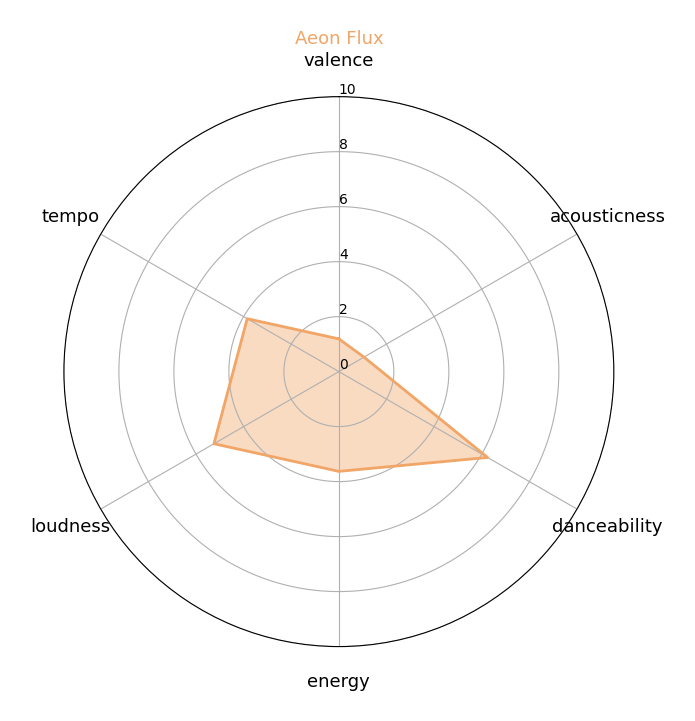 Aeon Flux
valence
10
8
6
4
2
0
tempo
acousticness
loudness
danceability
energy